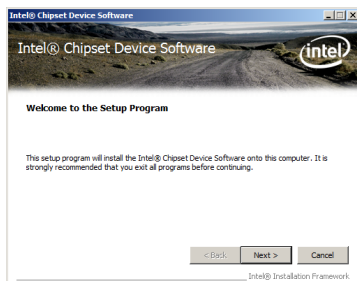 Intel® Chipset Device Software
Intel® Chipset Device Software
intel
Welcome to the Setup Program
This setup program will install the Intel® Chipset Device Software onto this computer. It is
strongly recommended that you exit all programs before continuing.
< Back Next > Cancel
Intel® Installation Framework